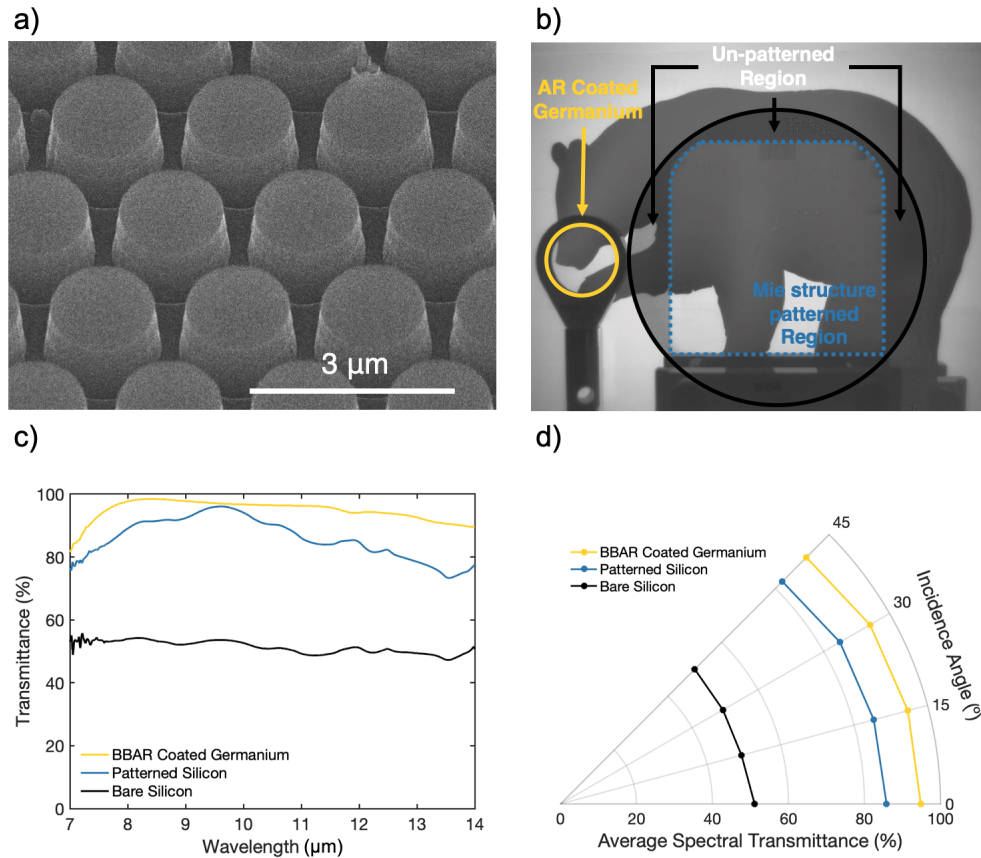 a)
3 μm
b)
Un-patterned
Region
AR Coated
Germanium
Mie structure
patterned
Region
c)
100
80
60
40
20
0
7
8
9
10
11
12
13
14
Transmittance (%)
Wavelength (μm)
BBAR Coated Germanium
Patterned Silicon
Bare Silicon
d)
BBAR Coated Germanium
Patterned Silicon
Bare Silicon
45
30
15
0
Incidence Angle (º)
0
20
40
60
80
100
Average Spectral Transmittance (%)